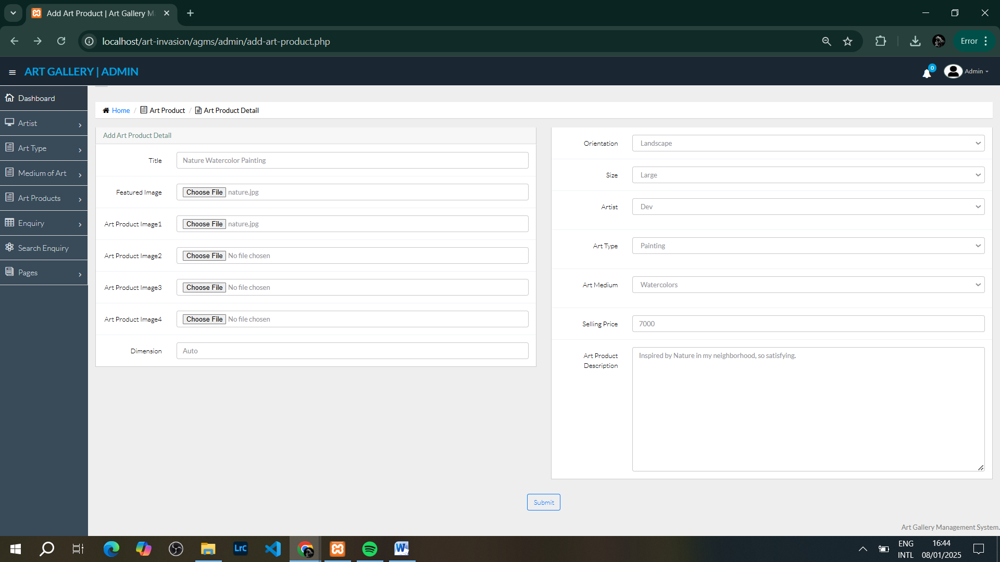 Add Art Product | Art Gallery M
localhost/art-invasion/agms/admin/add-art-product.php
Error
ART GALLERY | ADMIN
0
Admin
Dashboard
Artist
Art Type
Medium of Art
Art Products
Enquiry
Search Enquiry
Pages
Home / Art Product / Art Product Detail
Add Art Product Detail
Title Nature Watercolor Painting
Featured Image Choose File nature.jpg
Art Product Image1 Choose File nature.jpg
Art Product Image2 Choose File No file chosen
Art Product Image3 Choose File No file chosen
Art Product Image4 Choose File No file chosen
Dimension Auto
Orientation Landscape
Size Large
Artist Dev
Art Type Painting
Art Medium Watercolors
Selling Price 7000
Art Product Description
Inspired by Nature in my neighborhood, so satisfying.
Submit
Art Gallery Management System.
LrC
W
ENG
INTL
16:44
08/01/2025